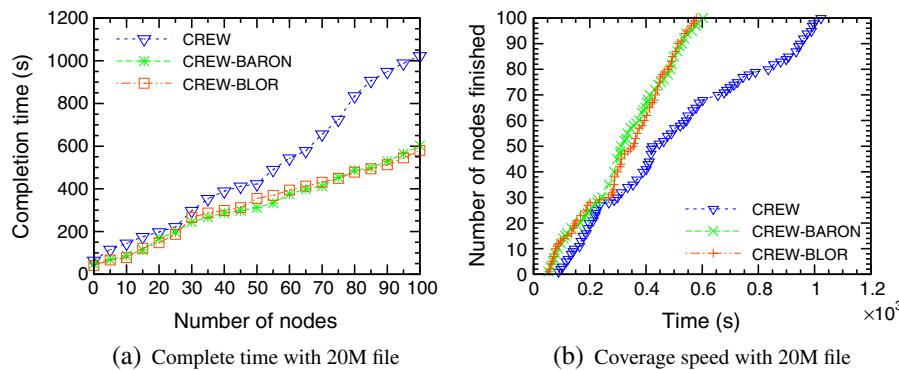 1200
1000
800
600
400
200
0
Completion time (s)
CREW
CREW-BARON
CREW-BLOR
0 10 20 30 40 50 60 70 80 90 100
Number of nodes
(a) Complete time with 20M file
100
90
80
70
60
50
40
30
20
10
0
Number of nodes finished
CREW
CREW-BARON
CREW-BLOR
0 0.2 0.4 0.6 0.8 1.0 1.2
×10³
Time (s)
(b) Coverage speed with 20M file